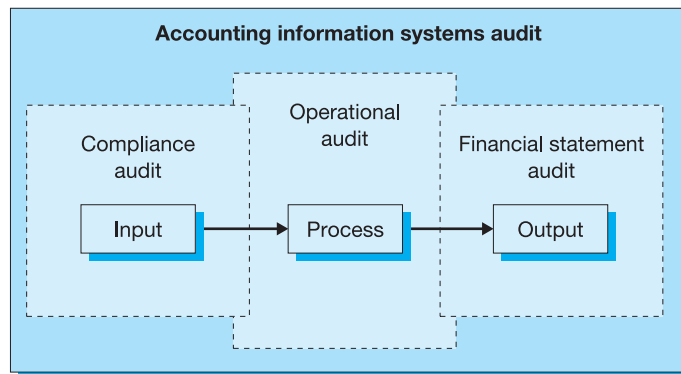 Accounting information systems audit
Operational
audit
Compliance
audit
Financial statement
audit
Input
Process
Output